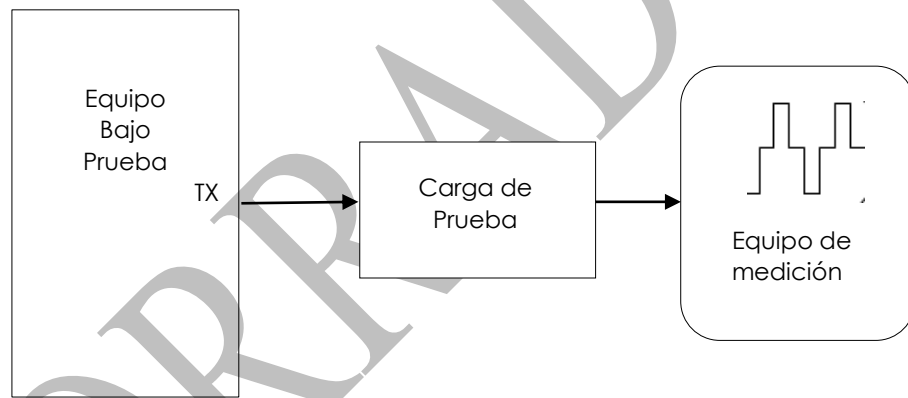 Equipo
Bajo
Prueba
TX
Carga de
Prueba
Equipo de
medición